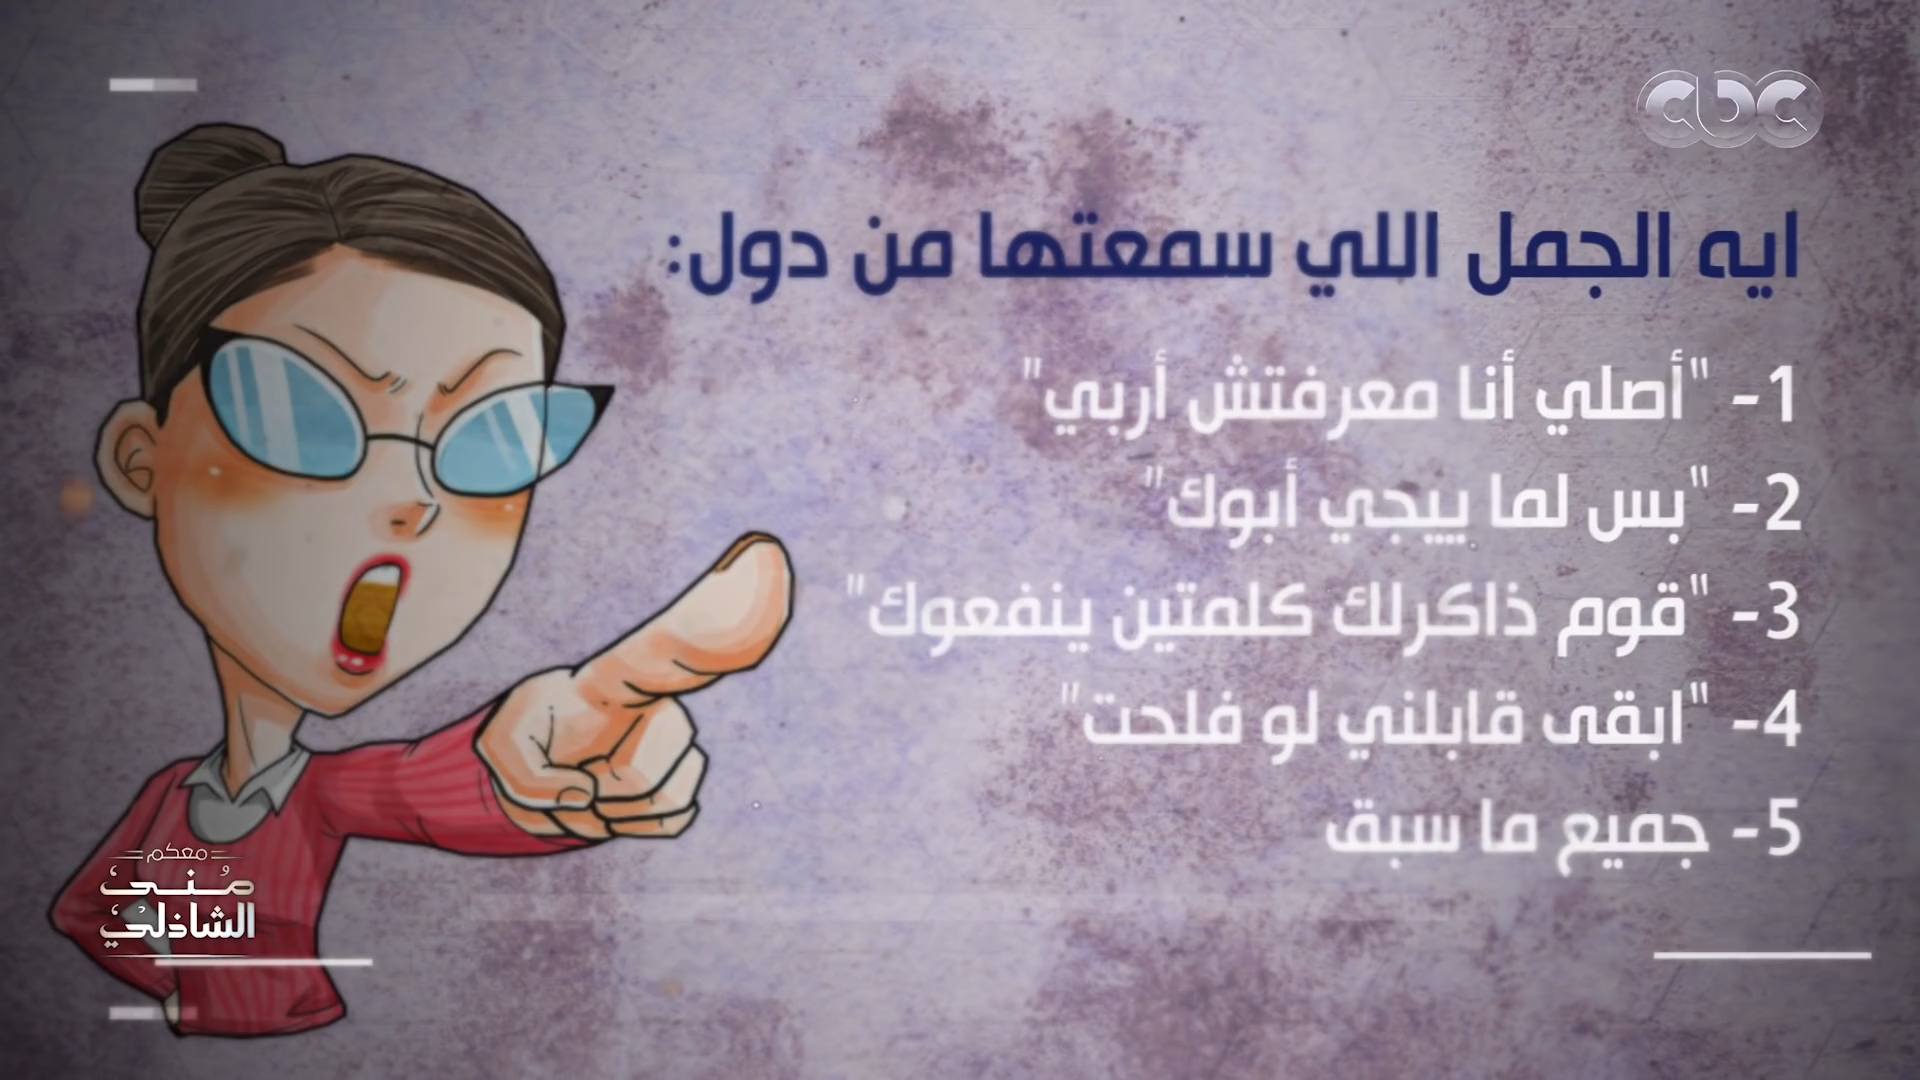 cbc
ايه الجمل اللي سمعتها من دول:
1- "أصلي أنا معرفتش أربي"
2- "بس لما ييجي أبوك"
3- "قوم ذاكرلك كلمتين ينفعوك"
4- "ابقى قابلني لو فلحت"
5- جميع ما سبق
معكم
مُنى
الشاذلي